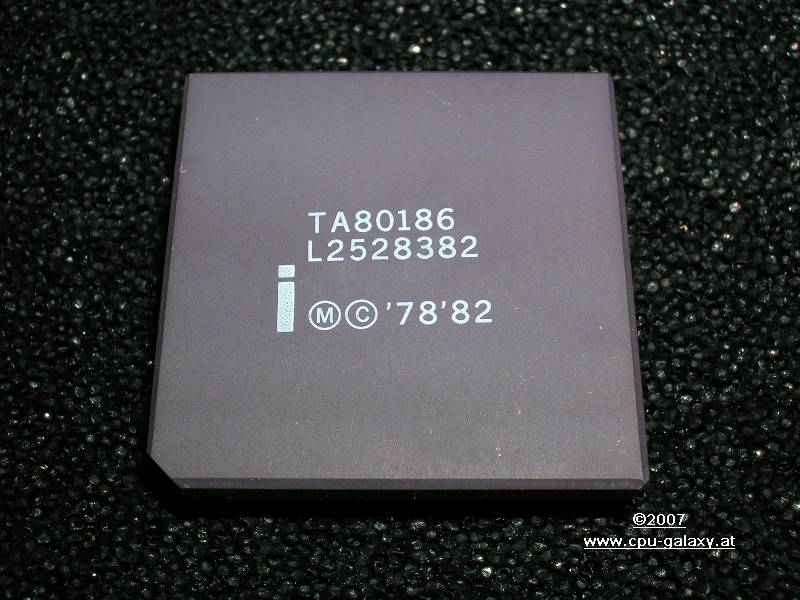 TA80186
L2528382
i Ⓜ © '78'82
©2007
www.cpu-galaxy.at